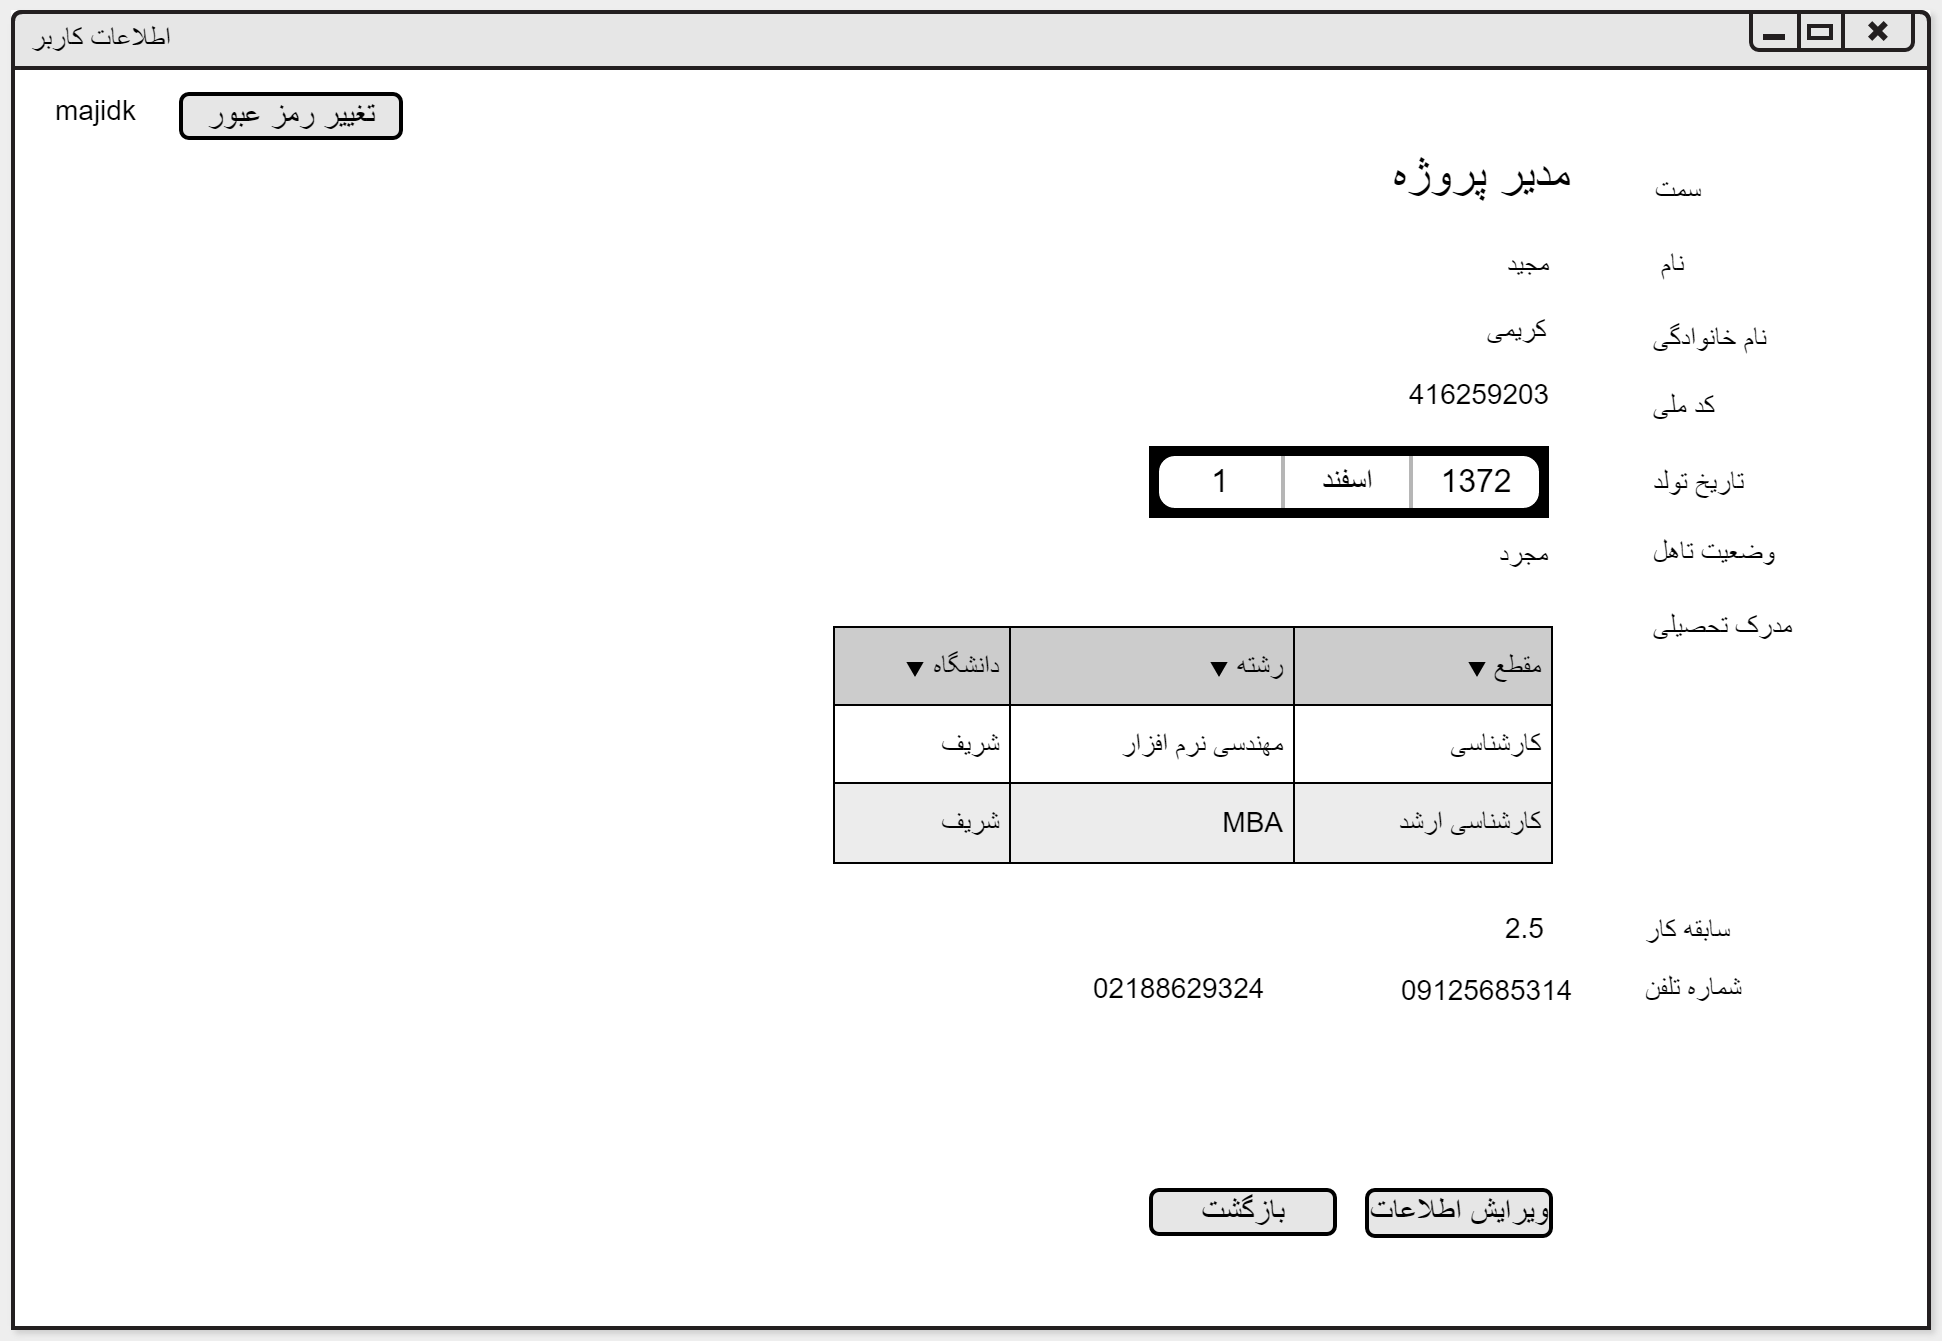 اطلاعات کاربر
majidk تغییر رمز عبور
سمت مدیر پروژه
نام مجید
نام خانوادگی کریمی
کد ملی 416259203
تاریخ تولد 1372 اسفند 1
وضعیت تاهل مجرد
مدرک تحصیلی
مقطع ▼ رشته ▼ دانشگاه ▼
کارشناسی مهندسی نرم افزار شریف
کارشناسی ارشد MBA شریف
سابقه کار 2.5
شماره تلفن 09125685314 02188629324
ویرایش اطلاعات بازگشت